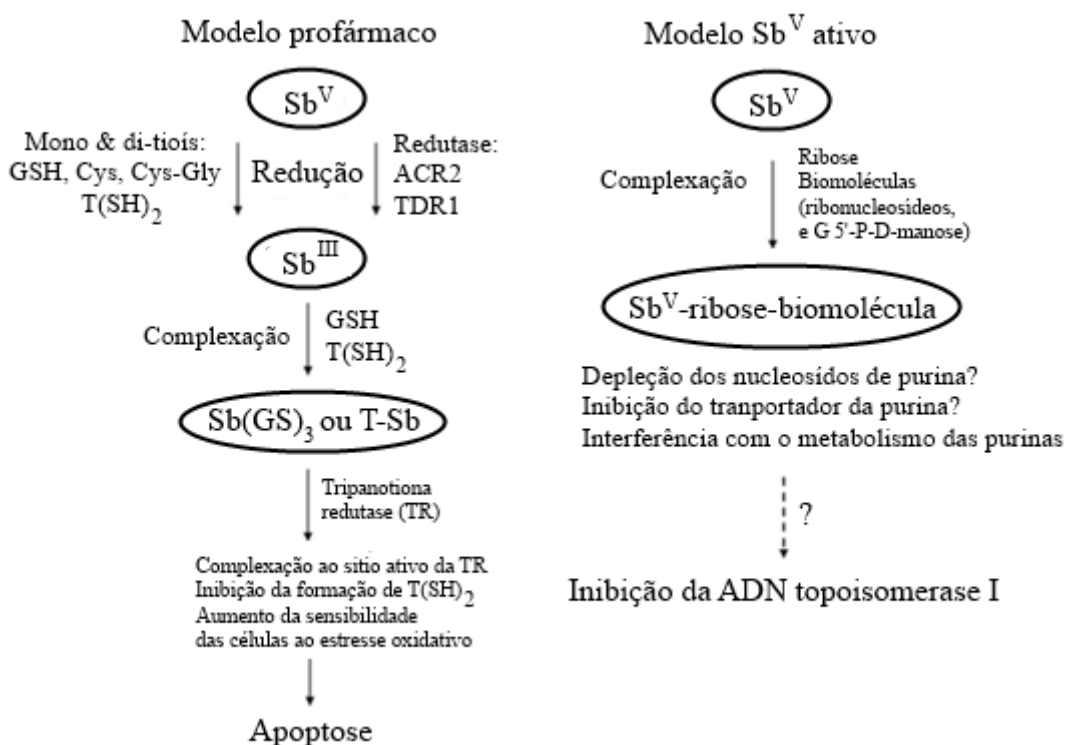 Modelo profármaco
Sb^V
Mono & di-tioís:
GSH, Cys, Cys-Gly
T(SH)₂
Redução
Redutase:
ACR2
TDR1
Sb^III
Complexação
GSH
T(SH)₂
Sb(GS)₃ ou T-Sb
Tripanotiona
redutase (TR)
Complexação ao sitio ativo da TR
Inibição da formação de T(SH)₂
Aumento da sensibilidade
das células ao estresse oxidativo
Apoptose
Modelo Sb^V ativo
Sb^V
Complexação
Ribose
Biomoléculas
(ribonucleosideos,
e G 5'-P-D-manose)
Sb^V-ribose-biomolécula
Depleção dos nucleosídos de purina?
Inibição do tranportador da purina?
Interferência com o metabolismo das purinas
?
Inibição da ADN topoisomerase I